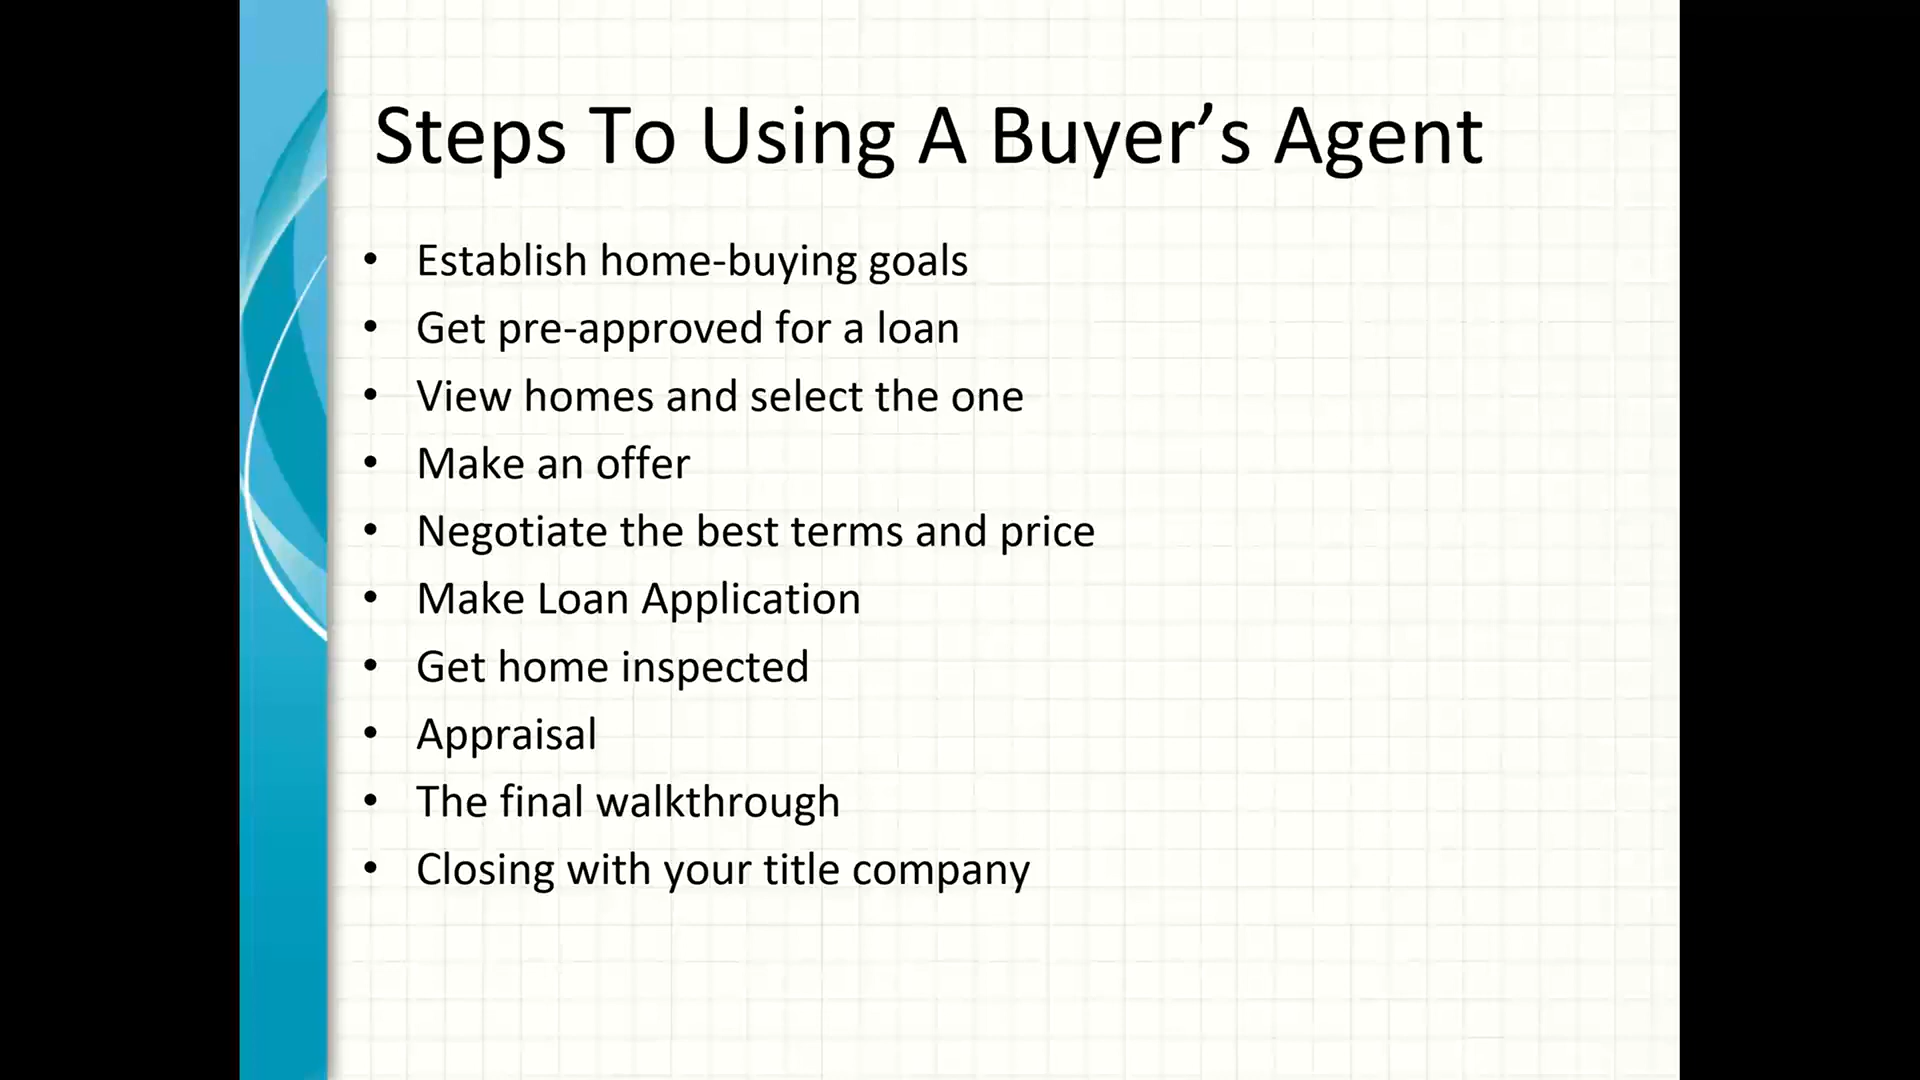 Steps To Using A Buyer’s Agent
• Establish home-buying goals
• Get pre-approved for a loan
• View homes and select the one
• Make an offer
• Negotiate the best terms and price
• Make Loan Application
• Get home inspected
• Appraisal
• The final walkthrough
• Closing with your title company